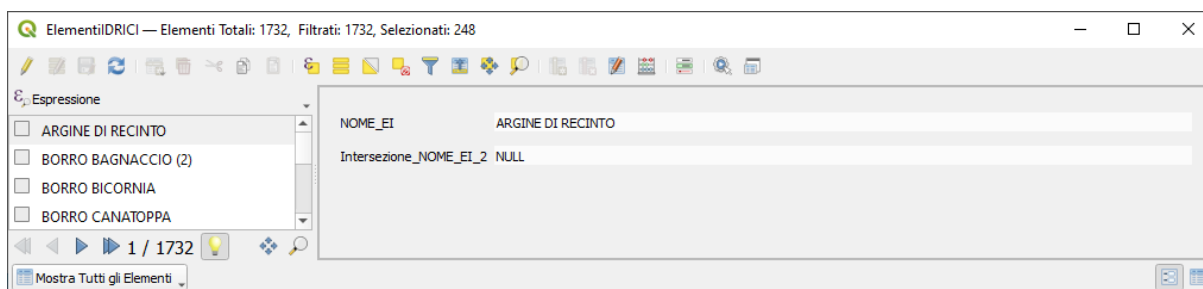 ElementiIDRICI — Elementi Totali: 1732, Filtrati: 1732, Selezionati: 248
Espressione
ARGINE DI RECINTO
BORRO BAGNACCIO (2)
BORRO BICORNIA
BORRO CANATOPPA
NOME_EI ARGINE DI RECINTO
Intersezione_NOME_EI_2 NULL
1 / 1732
Mostra Tutti gli Elementi